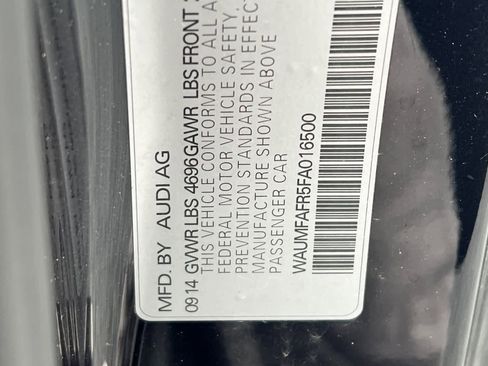 MFD. BY AUDI AG
09 14 GVWR LBS 4696 GAWR LBS FRONT
THIS VEHICLE CONFORMS TO ALL A
FEDERAL MOTOR VEHICLE SAFETY,
PREVENTION STANDARDS IN EFFECT
MANUFACTURE SHOWN ABOVE
PASSENGER CAR
WAUMFAFR5FA016500